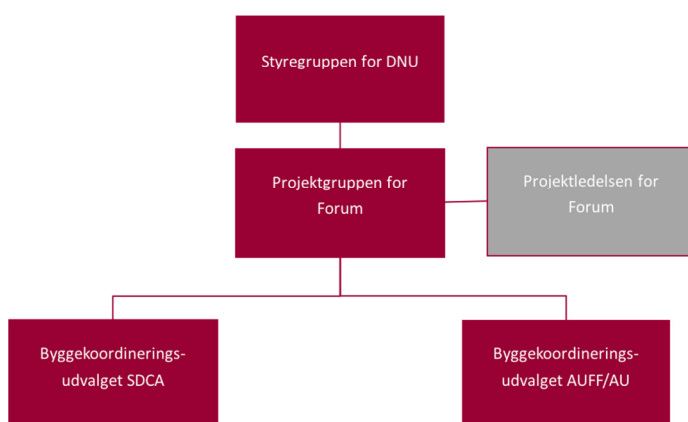 Styregruppen for DNU
Projektgruppen for
Forum
Projektledelsen for
Forum
Byggekoordinerings-
udvalget SDCA
Byggekoordinerings-
udvalget AUFF/AU